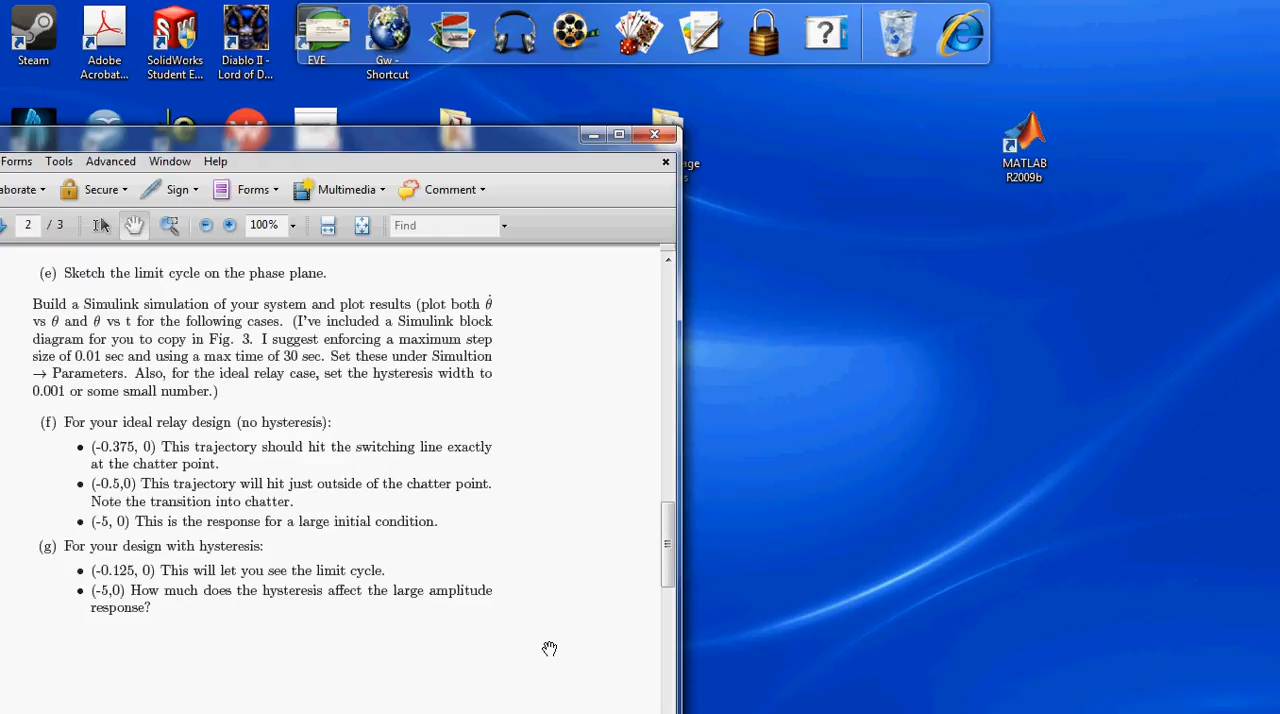 Steam
Adobe
Acrobat...
SolidWorks
Student E...
Diablo II -
Lord of D...
EVE
Gw -
Shortcut
MATLAB
R2009b
Forms Tools Advanced Window Help
aborate Secure Sign Forms Multimedia Comment
2 / 3 100% Find
(e) Sketch the limit cycle on the phase plane.
Build a Simulink simulation of your system and plot results (plot both θ̇
vs θ and θ vs t for the following cases. (I've included a Simulink block
diagram for you to copy in Fig. 3. I suggest enforcing a maximum step
size of 0.01 sec and using a max time of 30 sec. Set these under Simultion
→ Parameters. Also, for the ideal relay case, set the hysteresis width to
0.001 or some small number.)
(f) For your ideal relay design (no hysteresis):
• (-0.375, 0) This trajectory should hit the switching line exactly
at the chatter point.
• (-0.5,0) This trajectory will hit just outside of the chatter point.
Note the transition into chatter.
• (-5, 0) This is the response for a large initial condition.
(g) For your design with hysteresis:
• (-0.125, 0) This will let you see the limit cycle.
• (-5,0) How much does the hysteresis affect the large amplitude
response?